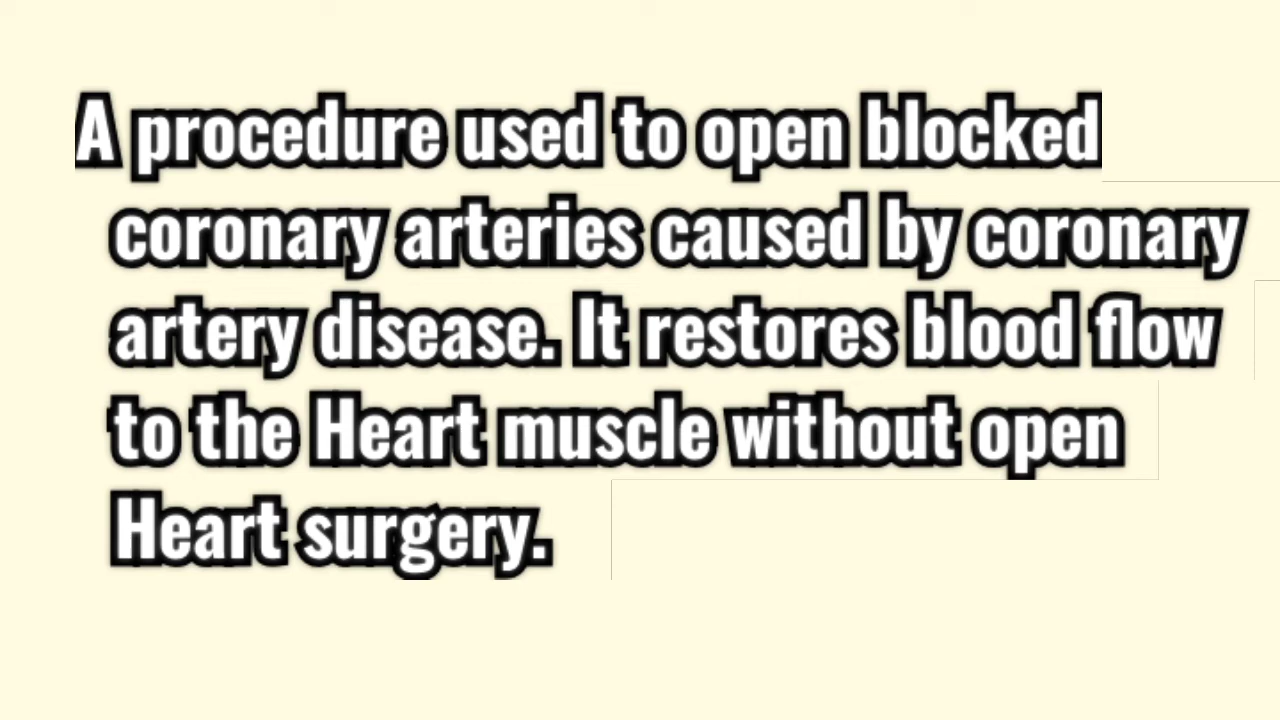 A procedure used to open blocked
coronary arteries caused by coronary
artery disease. It restores blood flow
to the Heart muscle without open
Heart surgery.